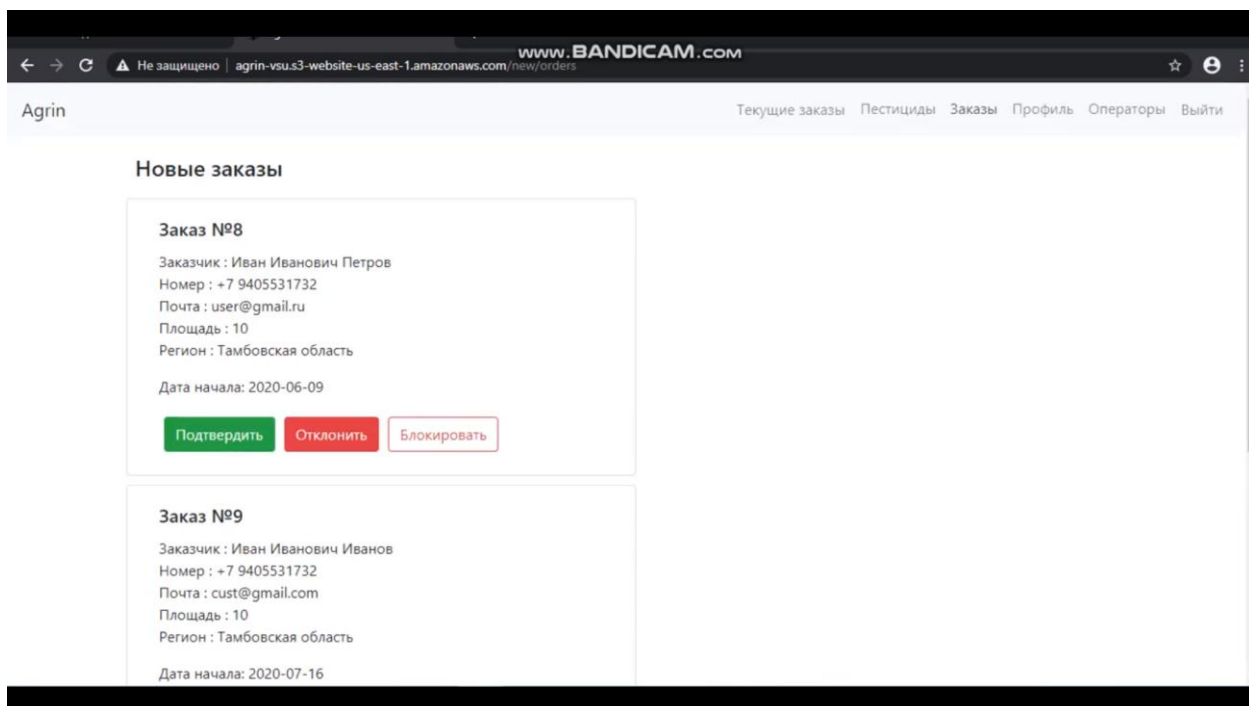 www.BANDICAM.com
Не защищено | agrin-vsu.s3-website-us-east-1.amazonaws.com/new/orders
Agrin
Текущие заказы Пестициды Заказы Профиль Операторы Выйти
Новые заказы
Заказ №8
Заказчик : Иван Иванович Петров
Номер : +7 9405531732
Почта : user@gmail.ru
Площадь : 10
Регион : Тамбовская область
Дата начала: 2020-06-09
Подтвердить Отклонить Блокировать
Заказ №9
Заказчик : Иван Иванович Иванов
Номер : +7 9405531732
Почта : cust@gmail.com
Площадь : 10
Регион : Тамбовская область
Дата начала: 2020-07-16